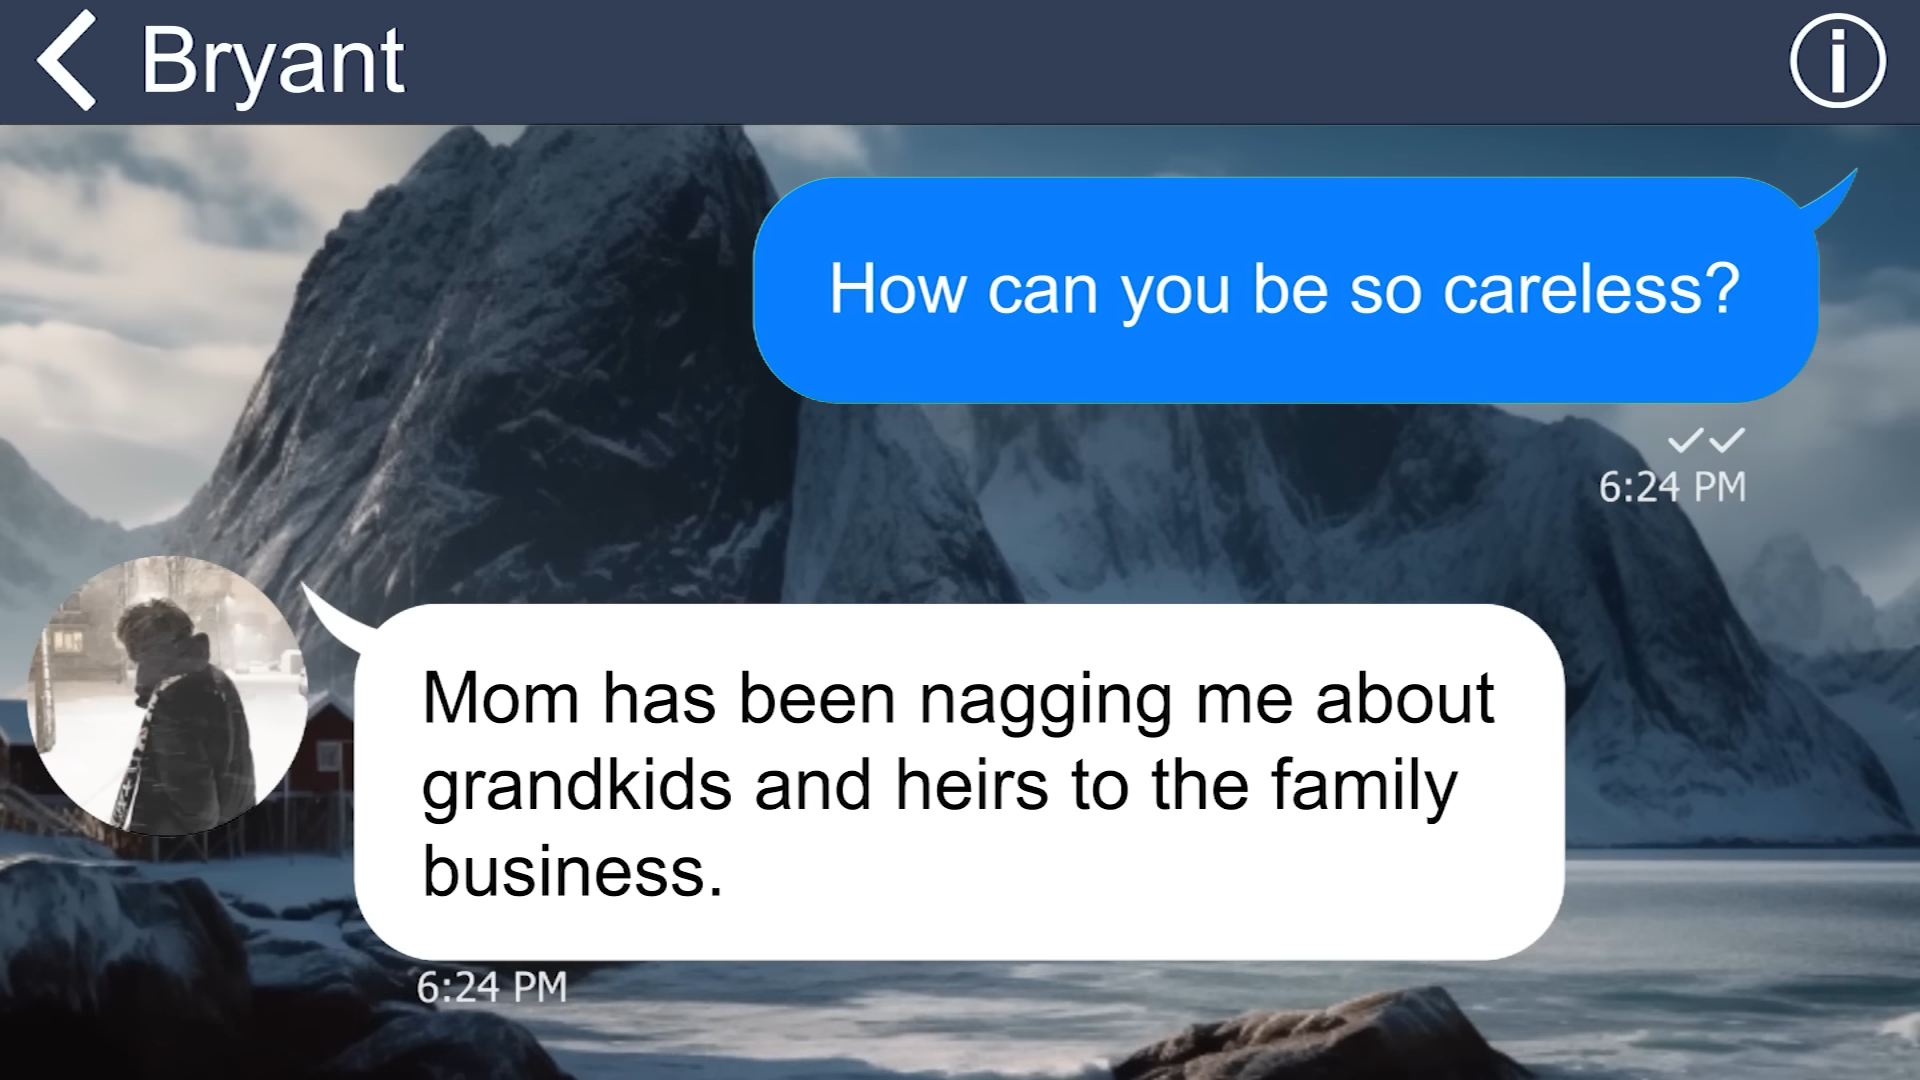 Bryant
How can you be so careless?
6:24 PM
Mom has been nagging me about
grandkids and heirs to the family
business.
6:24 PM